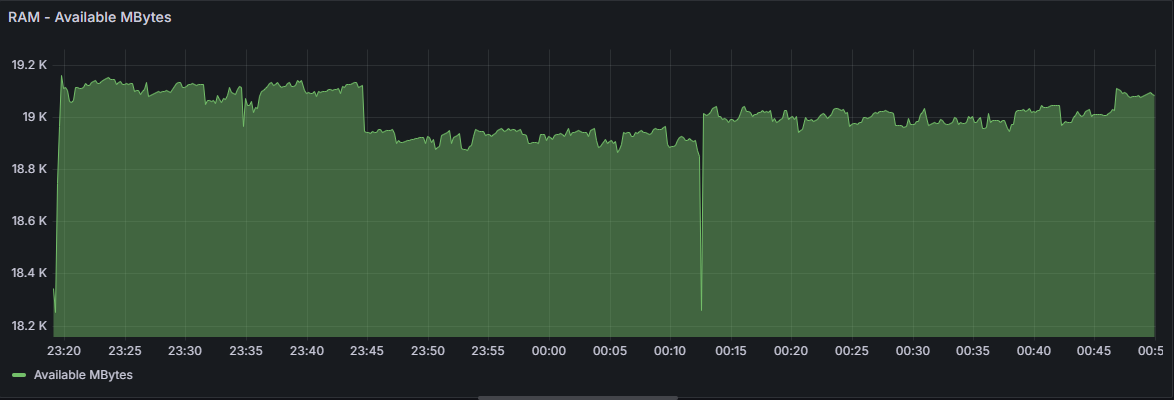 RAM - Available MBytes
19.2 K
19 K
18.8 K
18.6 K
18.4 K
18.2 K
23:20 23:25 23:30 23:35 23:40 23:45 23:50 23:55 00:00 00:05 00:10 00:15 00:20 00:25 00:30 00:35 00:40 00:45 00:5
Available MBytes